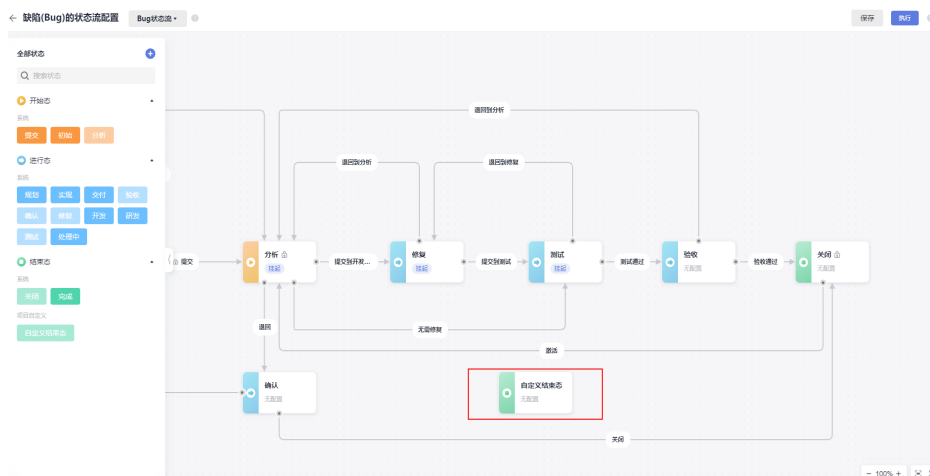 缺陷(Bug)的状态流配置
Bug状态流
保存
执行
全部状态
搜索状态
开始态
系统
提交 初始 分析
进行态
系统
规划 实现 交付 验收
确认 修复 开发 研发
测试 处理中
结束态
系统
关闭 完成
项目自定义
自定义结束态
退回到分析
退回到分析
退回到修复
提交
分析
挂起
提交到开发...
修复
挂起
提交到测试
测试
挂起
测试通过
验收
无配置
验收通过
关闭
无配置
退回
无需修复
激活
确认
无配置
自定义结束态
无配置
关闭
100%